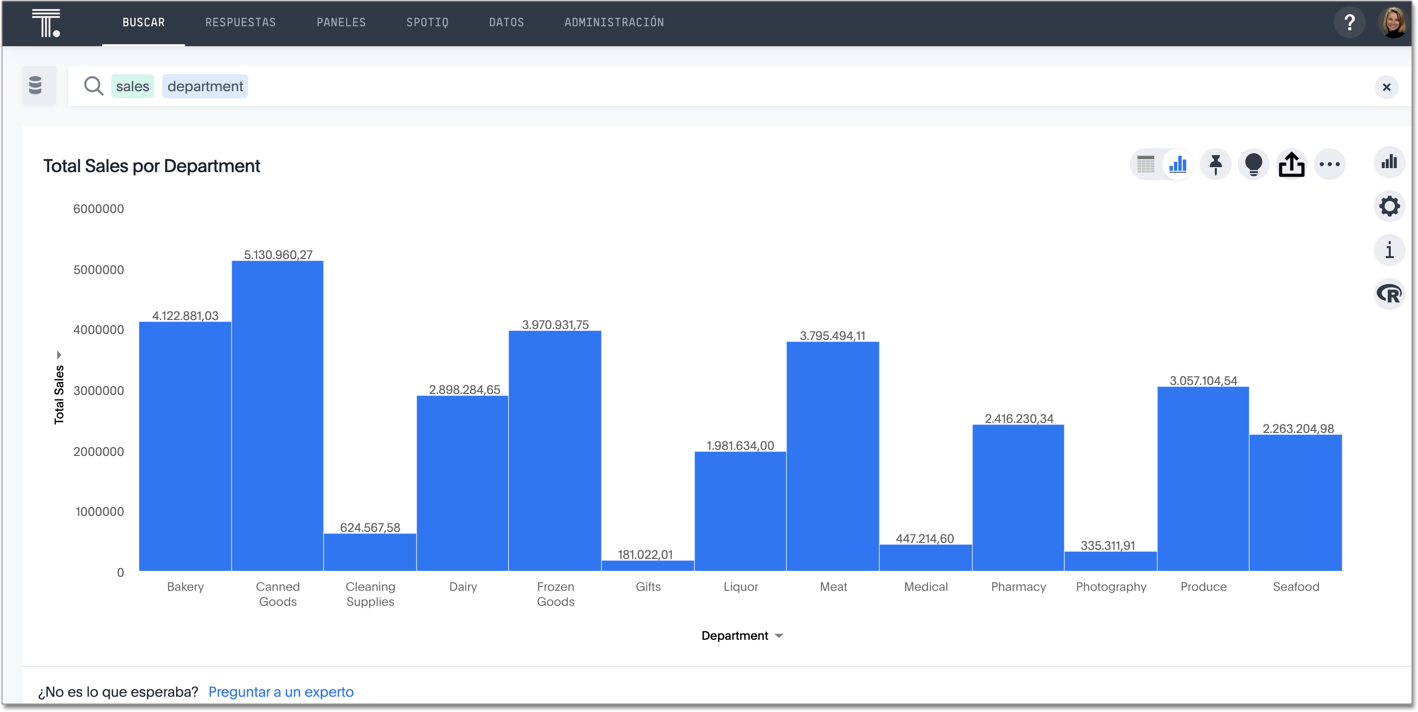 BUSCAR RESPUESTAS PANELES SPOTIQ DATOS ADMINISTRACIÓN ?
sales department
Total Sales por Department
6000000
5000000
4000000
3000000
2000000
1000000
0
Total Sales
4.122.881,03
5.130.960,27
624.567,58
2.898.284,65
3.970.931,75
181.022,01
1.981.634,00
3.795.494,11
447.214,60
2.416.230,34
335.311,91
3.057.104,54
2.263.204,98
Bakery
Canned
Goods
Cleaning
Supplies
Dairy
Frozen
Goods
Gifts
Liquor
Meat
Medical
Pharmacy
Photography
Produce
Seafood
Department
i
R
¿No es lo que esperaba? Preguntar a un experto